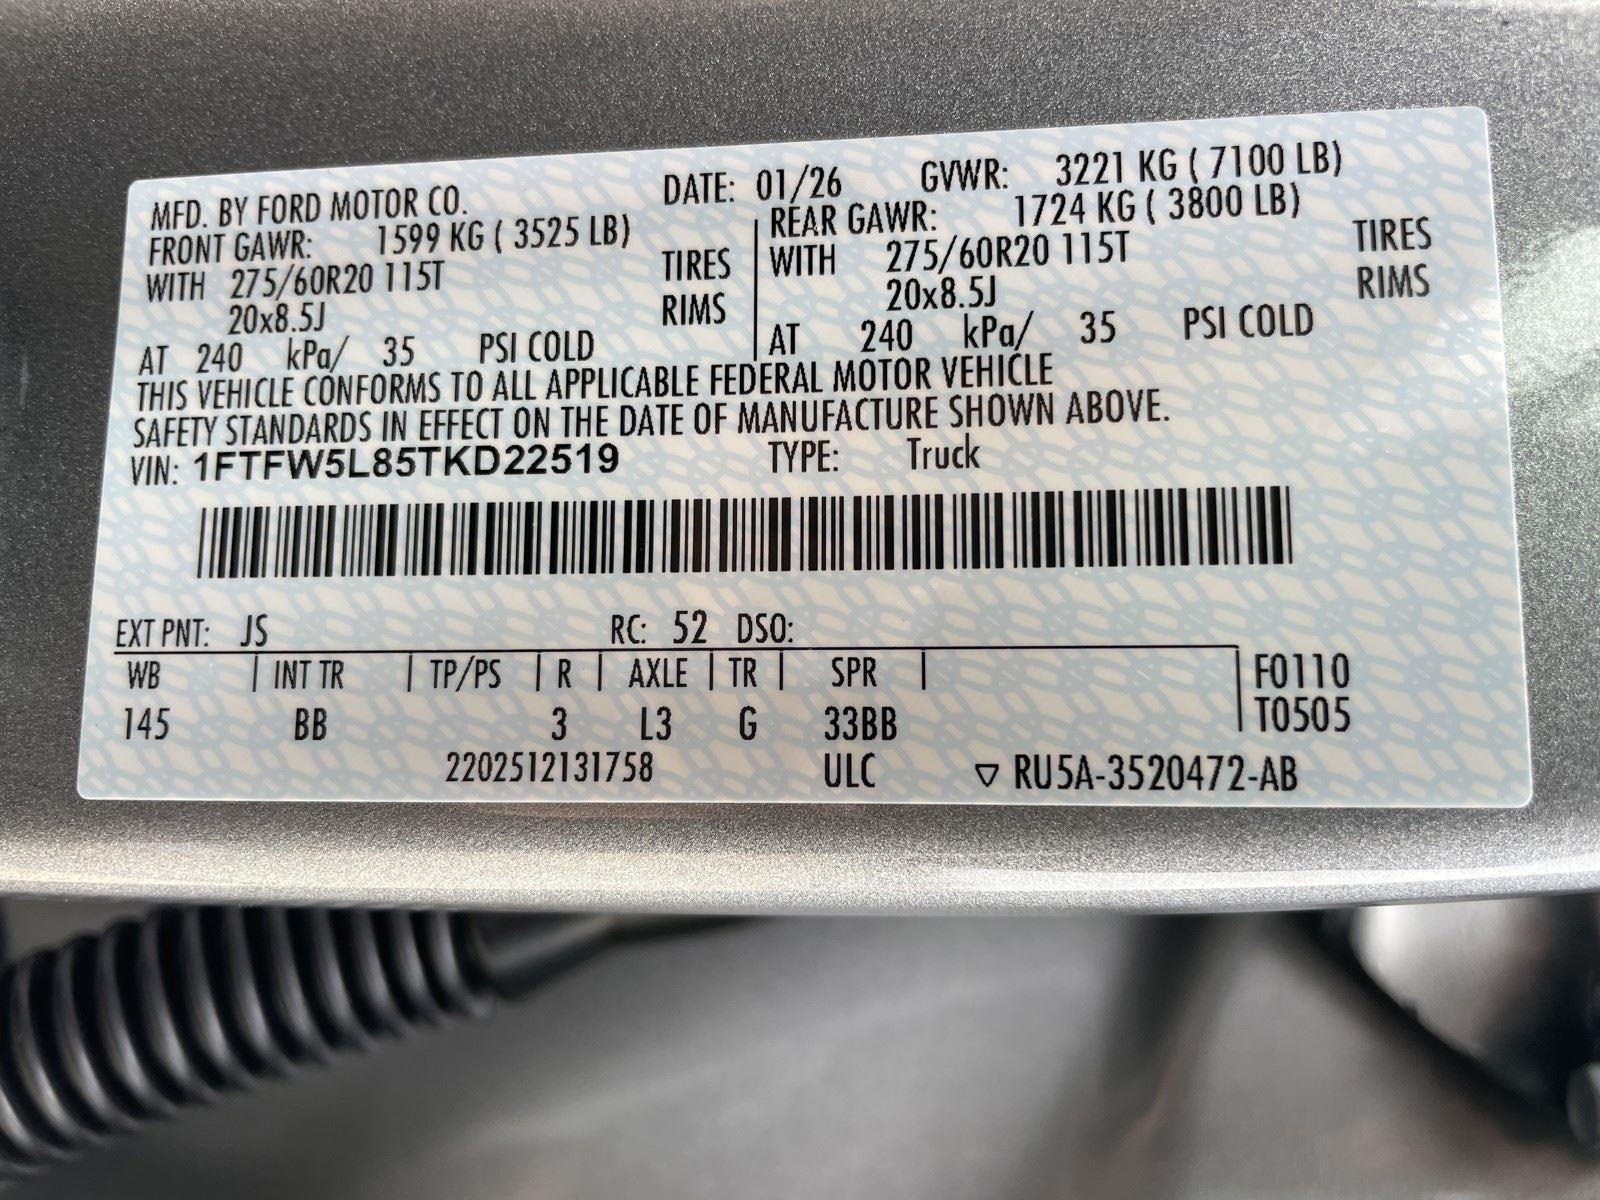 MFD. BY FORD MOTOR CO. DATE: 01/26 GVWR: 3221 KG ( 7100 LB)
FRONT GAWR: 1599 KG ( 3525 LB) REAR GAWR: 1724 KG ( 3800 LB)
WITH 275/60R20 115T TIRES WITH 275/60R20 115T TIRES
20x8.5J RIMS 20x8.5J RIMS
AT 240 kPa/ 35 PSI COLD AT 240 kPa/ 35 PSI COLD
THIS VEHICLE CONFORMS TO ALL APPLICABLE FEDERAL MOTOR VEHICLE
SAFETY STANDARDS IN EFFECT ON THE DATE OF MANUFACTURE SHOWN ABOVE.
VIN: 1FTFW5L85TKD22519 TYPE: Truck
EXT PNT: JS RC: 52 DSO:
WB INT TR TP/PS R AXLE TR SPR F0110
145 BB 3 L3 G 33BB T0505
2202512131758 ULC ▽ RU5A-3520472-AB